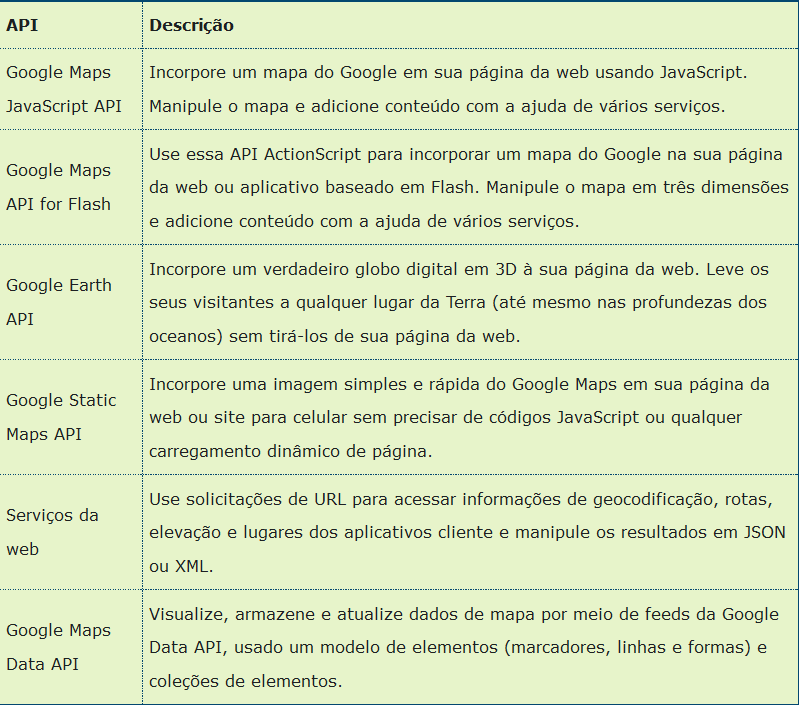 API
Descrição
Google Maps
JavaScript API
Incorpore um mapa do Google em sua página da web usando JavaScript.
Manipule o mapa e adicione conteúdo com a ajuda de vários serviços.
Google Maps
API for Flash
Use essa API ActionScript para incorporar um mapa do Google na sua página
da web ou aplicativo baseado em Flash. Manipule o mapa em três dimensões
e adicione conteúdo com a ajuda de vários serviços.
Google Earth
API
Incorpore um verdadeiro globo digital em 3D à sua página da web. Leve os
seus visitantes a qualquer lugar da Terra (até mesmo nas profundezas dos
oceanos) sem tirá-los de sua página da web.
Google Static
Maps API
Incorpore uma imagem simples e rápida do Google Maps em sua página da
web ou site para celular sem precisar de códigos JavaScript ou qualquer
carregamento dinâmico de página.
Serviços da
web
Use solicitações de URL para acessar informações de geocodificação, rotas,
elevação e lugares dos aplicativos cliente e manipule os resultados em JSON
ou XML.
Google Maps
Data API
Visualize, armazene e atualize dados de mapa por meio de feeds da Google
Data API, usado um modelo de elementos (marcadores, linhas e formas) e
coleções de elementos.